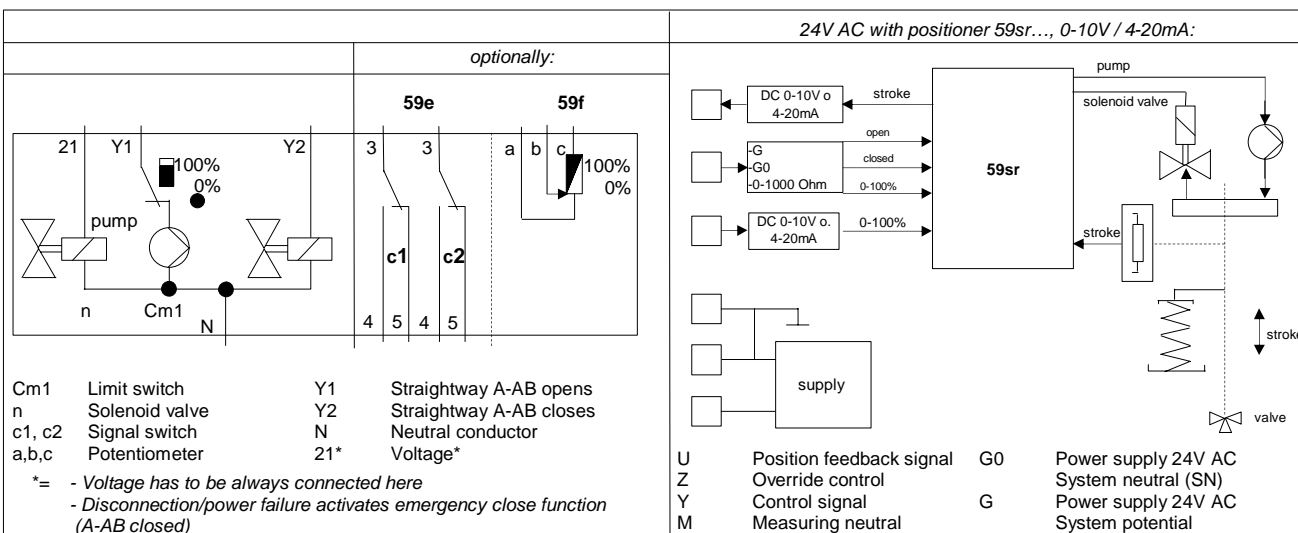 24V AC with positioner 59sr…, 0-10V / 4-20mA:
optionally:
59e
59f
21
Y1
Y2
3
3
a
b
c
100%
0%
100%
0%
pump
c1
c2
n
Cm1
N
4
5
4
5
Cm1 Limit switch Y1 Straightway A-AB opens
n Solenoid valve Y2 Straightway A-AB closes
c1, c2 Signal switch N Neutral conductor
a,b,c Potentiometer 21* Voltage*
*= - Voltage has to be always connected here
- Disconnection/power failure activates emergency close function
(A-AB closed)
pump
solenoid valve
DC 0-10V o
4-20mA
stroke
-G
-G0
-0-1000 Ohm
open
closed
0-100%
59sr
DC 0-10V o.
4-20mA
0-100%
stroke
stroke
supply
valve
U Position feedback signal G0 Power supply 24V AC
Z Override control System neutral (SN)
Y Control signal G Power supply 24V AC
M Measuring neutral System potential